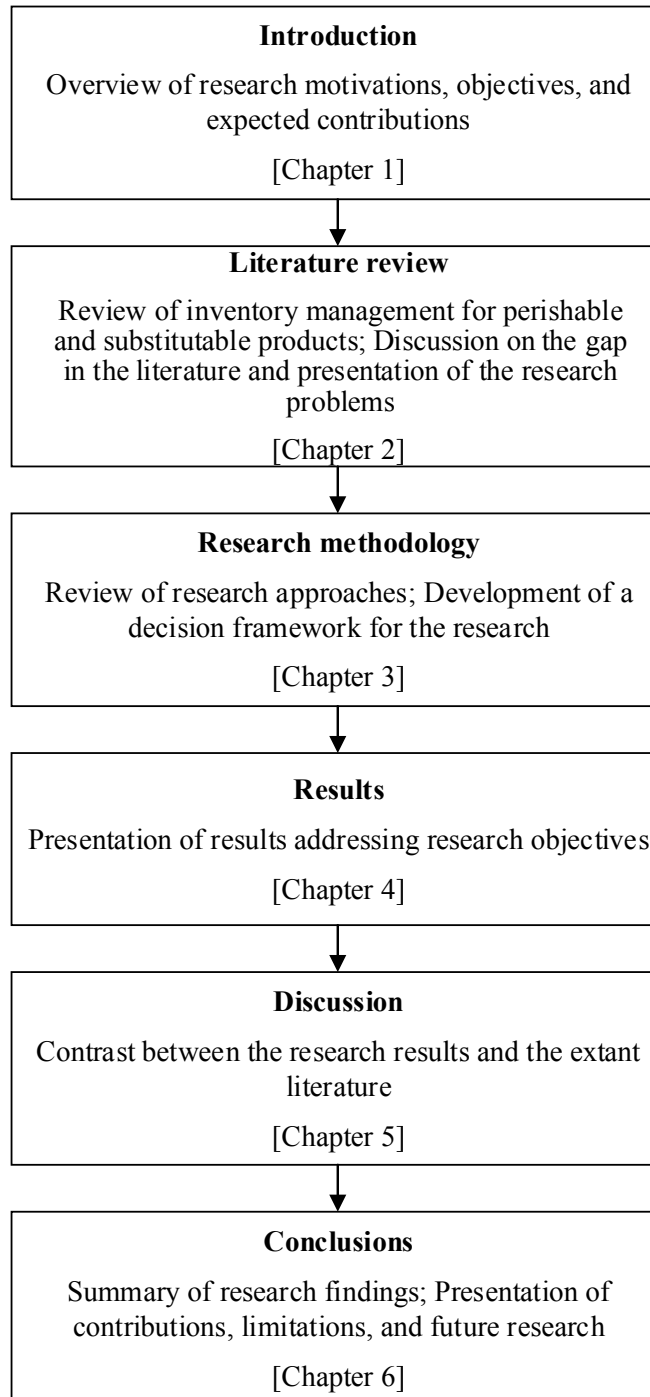 Introduction
Overview of research motivations, objectives, and
expected contributions
[Chapter 1]
Literature review
Review of inventory management for perishable
and substitutable products; Discussion on the gap
in the literature and presentation of the research
problems
[Chapter 2]
Research methodology
Review of research approaches; Development of a
decision framework for the research
[Chapter 3]
Results
Presentation of results addressing research objectives
[Chapter 4]
Discussion
Contrast between the research results and the extant
literature
[Chapter 5]
Conclusions
Summary of research findings; Presentation of
contributions, limitations, and future research
[Chapter 6]